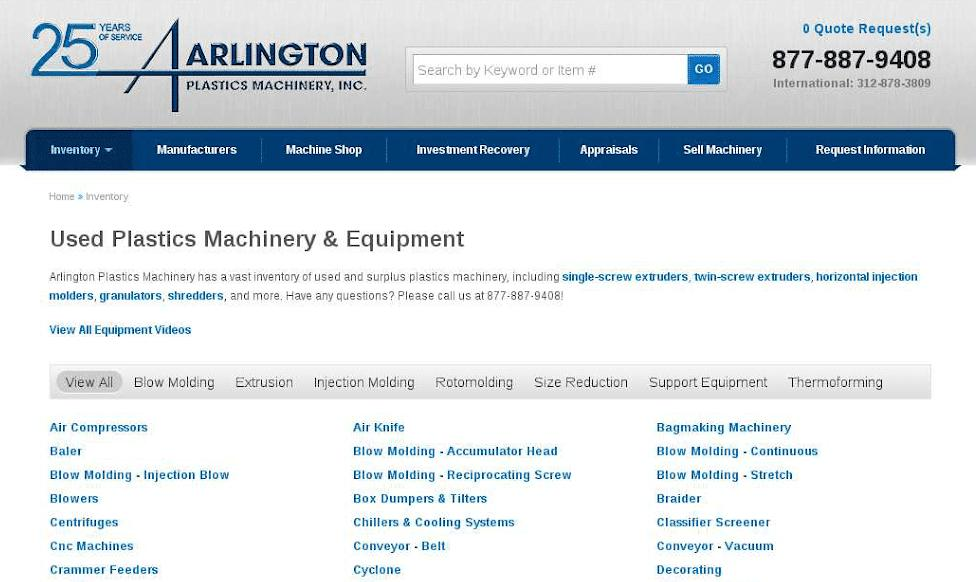 25 YEARS OF SERVICE
ARLINGTON
PLASTICS MACHINERY, INC.
Search by Keyword or Item #
GO
0 Quote Request(s)
877-887-9408
International: 312-878-3809
Inventory Manufacturers Machine Shop Investment Recovery Appraisals Sell Machinery Request Information
Home » Inventory
Used Plastics Machinery & Equipment
Arlington Plastics Machinery has a vast inventory of used and surplus plastics machinery, including single-screw extruders, twin-screw extruders, horizontal injection
molders, granulators, shredders, and more. Have any questions? Please call us at 877-887-9408!
View All Equipment Videos
View All Blow Molding Extrusion Injection Molding Rotomolding Size Reduction Support Equipment Thermoforming
Air Compressors Air Knife Bagmaking Machinery
Baler Blow Molding - Accumulator Head Blow Molding - Continuous
Blow Molding - Injection Blow Blow Molding - Reciprocating Screw Blow Molding - Stretch
Blowers Box Dumpers & Tilters Braider
Centrifuges Chillers & Cooling Systems Classifier Screener
Cnc Machines Conveyor - Belt Conveyor - Vacuum
Crammer Feeders Cyclone Decorating